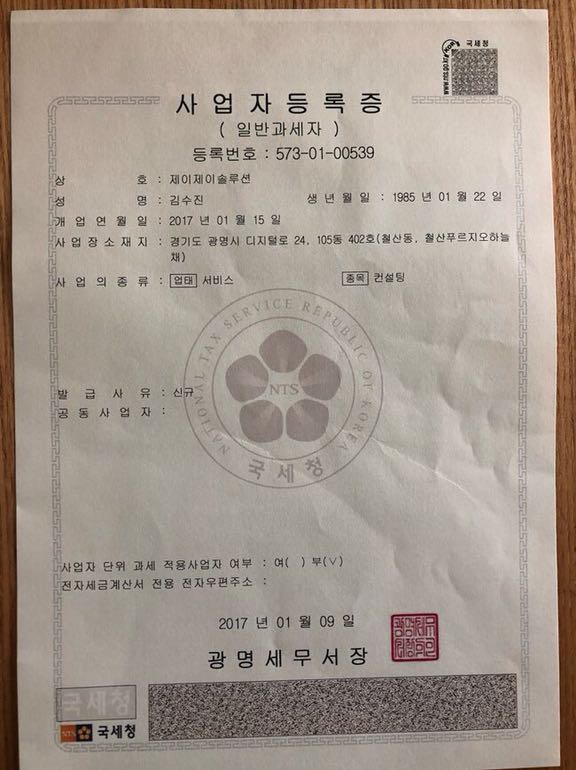 국세청
사업자등록증
( 일반과세자 )
등록번호 : 573-01-00539
상 호 : 제이제이솔루션
성 명 : 김수진 생 년 월 일 : 1985 년 01 월 22 일
개 업 연 월 일 : 2017 년 01 월 15 일
사 업 장 소 재 지 : 경기도 광명시 디지털로 24, 105동 402호(철산동, 철산푸르지오하늘
채)
사 업 의 종 류 : 업태 서비스 종목 컨설팅
NATIONAL TAX SERVICE REPUBLIC OF KOREA
NTS
국세청
발 급 사 유 : 신규
공 동 사 업 자 :
사업자 단위 과세 적용사업자 여부 : 여( ) 부(∨)
전자세금계산서 전용 전자우편주소 :
2017 년 01 월 09 일
광명세무서장
국세청
NTS 국세청